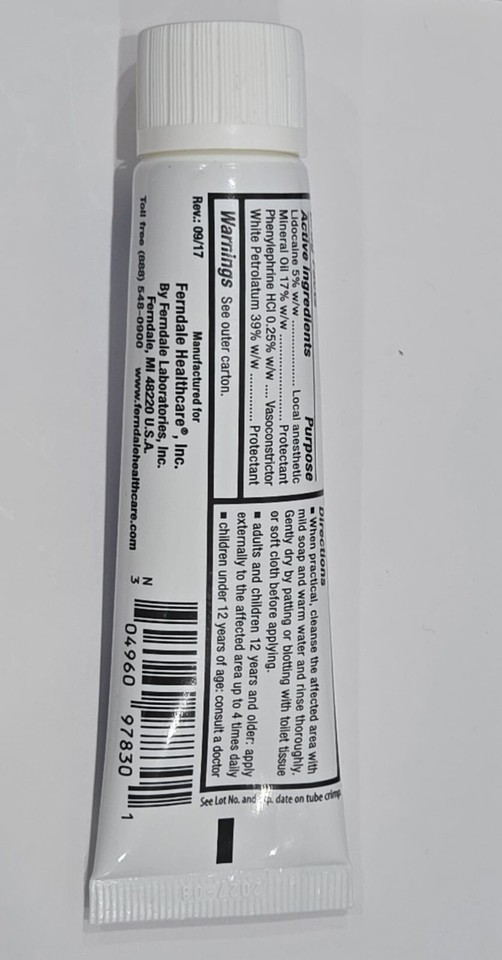 Active Ingredients Purpose
Lidocaine 5% w/w .............. Local anesthetic
Mineral Oil 17% w/w ..................... Protectant
Phenylephrine HCl 0.25% w/w .... Vasoconstrictor
White Petrolatum 39% w/w ............. Protectant
Warnings See outer carton.
Directions
■ When practical, cleanse the affected area with
mild soap and warm water and rinse thoroughly.
Gently dry by patting or blotting with toilet tissue
or soft cloth before applying.
■ adults and children 12 years and older: apply
externally to the affected area up to 4 times daily
■ children under 12 years of age: consult a doctor
Rev.: 09/17
Manufactured for
Ferndale Healthcare®, Inc.
By Ferndale Laboratories, Inc.
Ferndale, MI 48220 U.S.A.
Toll free (888) 548-0900 www.ferndalehealthcare.com
N
3 04960 97830 1
See Lot No. and exp. date on tube crimp